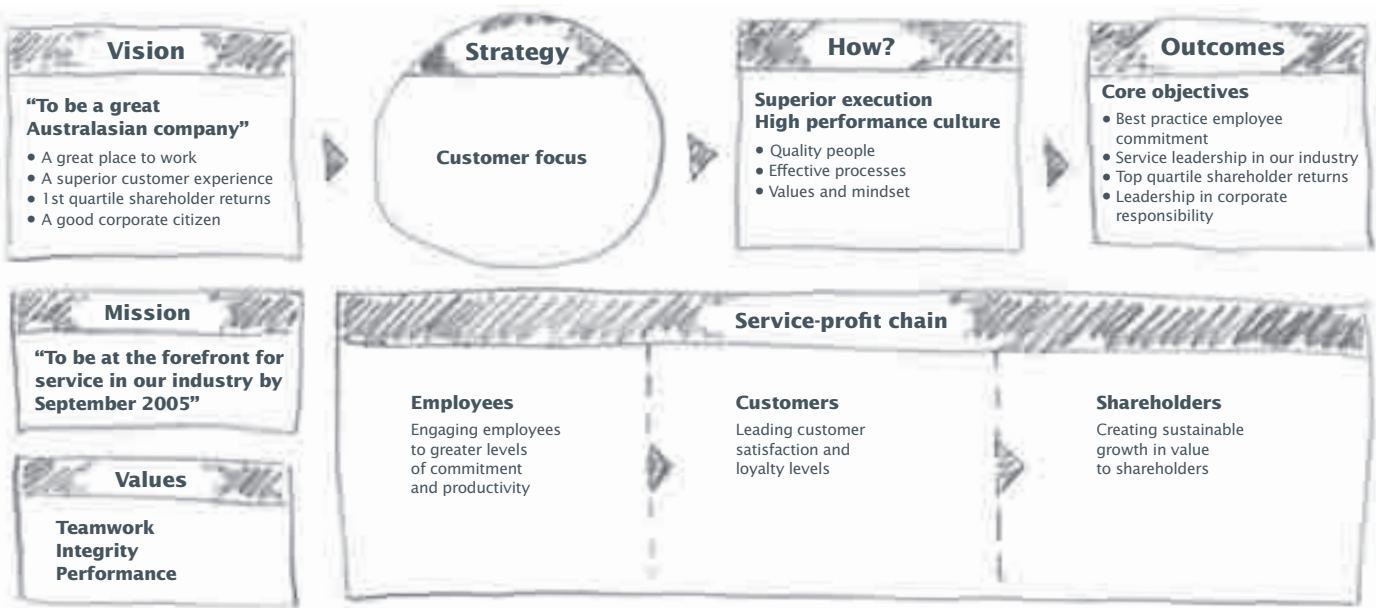 Vision
“To be a great
Australasian company”
• A great place to work
• A superior customer experience
• 1st quartile shareholder returns
• A good corporate citizen
Strategy
Customer focus
How?
Superior execution
High performance culture
• Quality people
• Effective processes
• Values and mindset
Outcomes
Core objectives
• Best practice employee
commitment
• Service leadership in our industry
• Top quartile shareholder returns
• Leadership in corporate
responsibility
Mission
“To be at the forefront for
service in our industry by
September 2005”
Values
Teamwork
Integrity
Performance
Service-profit chain
Employees
Engaging employees
to greater levels
of commitment
and productivity
Customers
Leading customer
satisfaction and
loyalty levels
Shareholders
Creating sustainable
growth in value
to shareholders